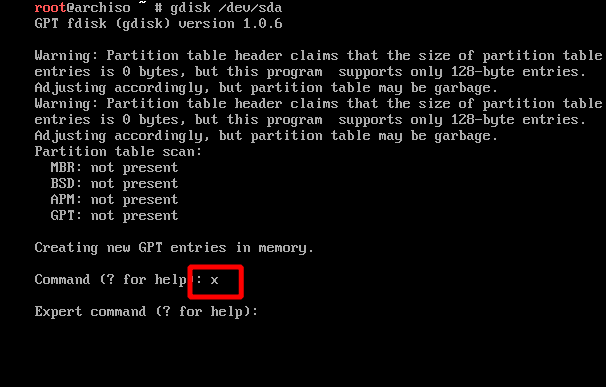 root@archiso ~ # gdisk /dev/sda
GPT fdisk (gdisk) version 1.0.6
Warning: Partition table header claims that the size of partition table
entries is 0 bytes, but this program  supports only 128-byte entries.
Adjusting accordingly, but partition table may be garbage.
Warning: Partition table header claims that the size of partition table
entries is 0 bytes, but this program  supports only 128-byte entries.
Adjusting accordingly, but partition table may be garbage.
Partition table scan:
  MBR: not present
  BSD: not present
  APM: not present
  GPT: not present
Creating new GPT entries in memory.
Command (? for help): x
Expert command (? for help):